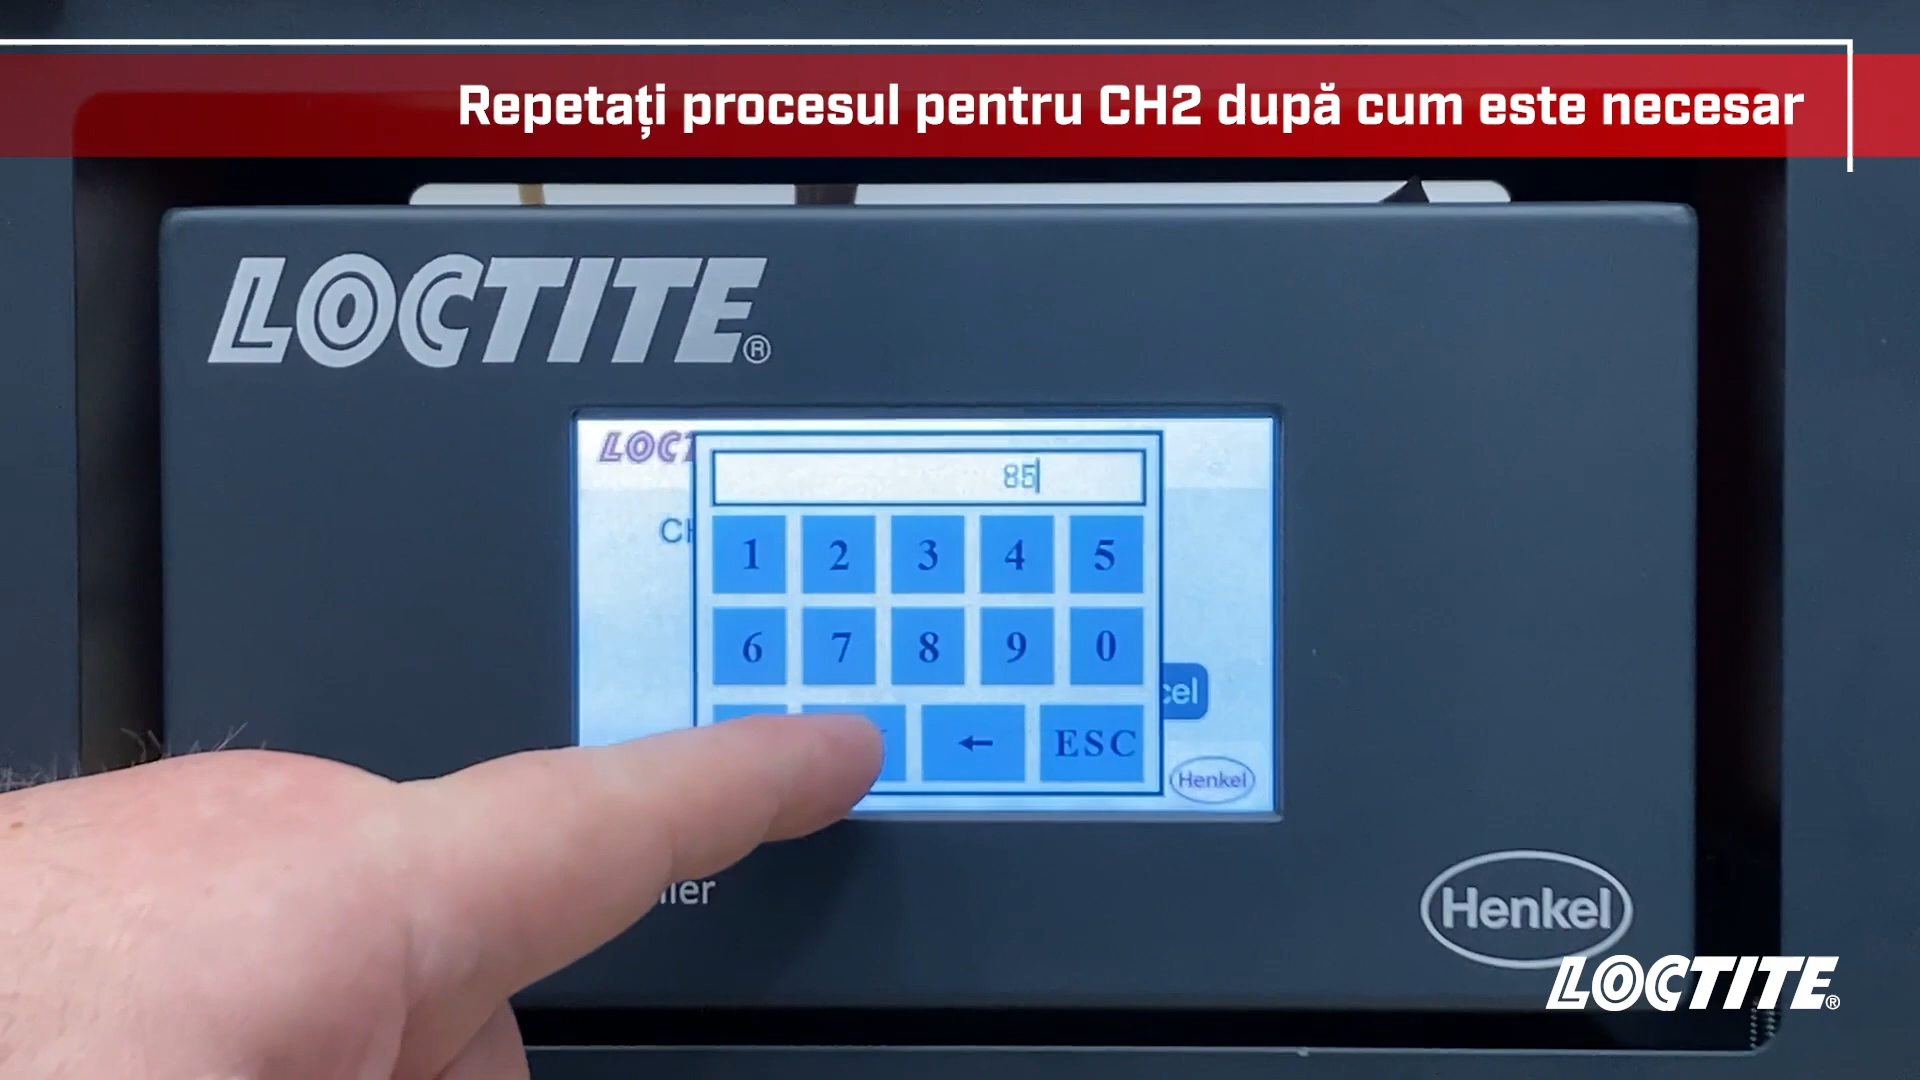 Repetați procesul pentru CH2 după cum este necesar
LOCTITE®
85
1 2 3 4 5
6 7 8 9 0
← ESC
Henkel
Henkel
LOCTITE®